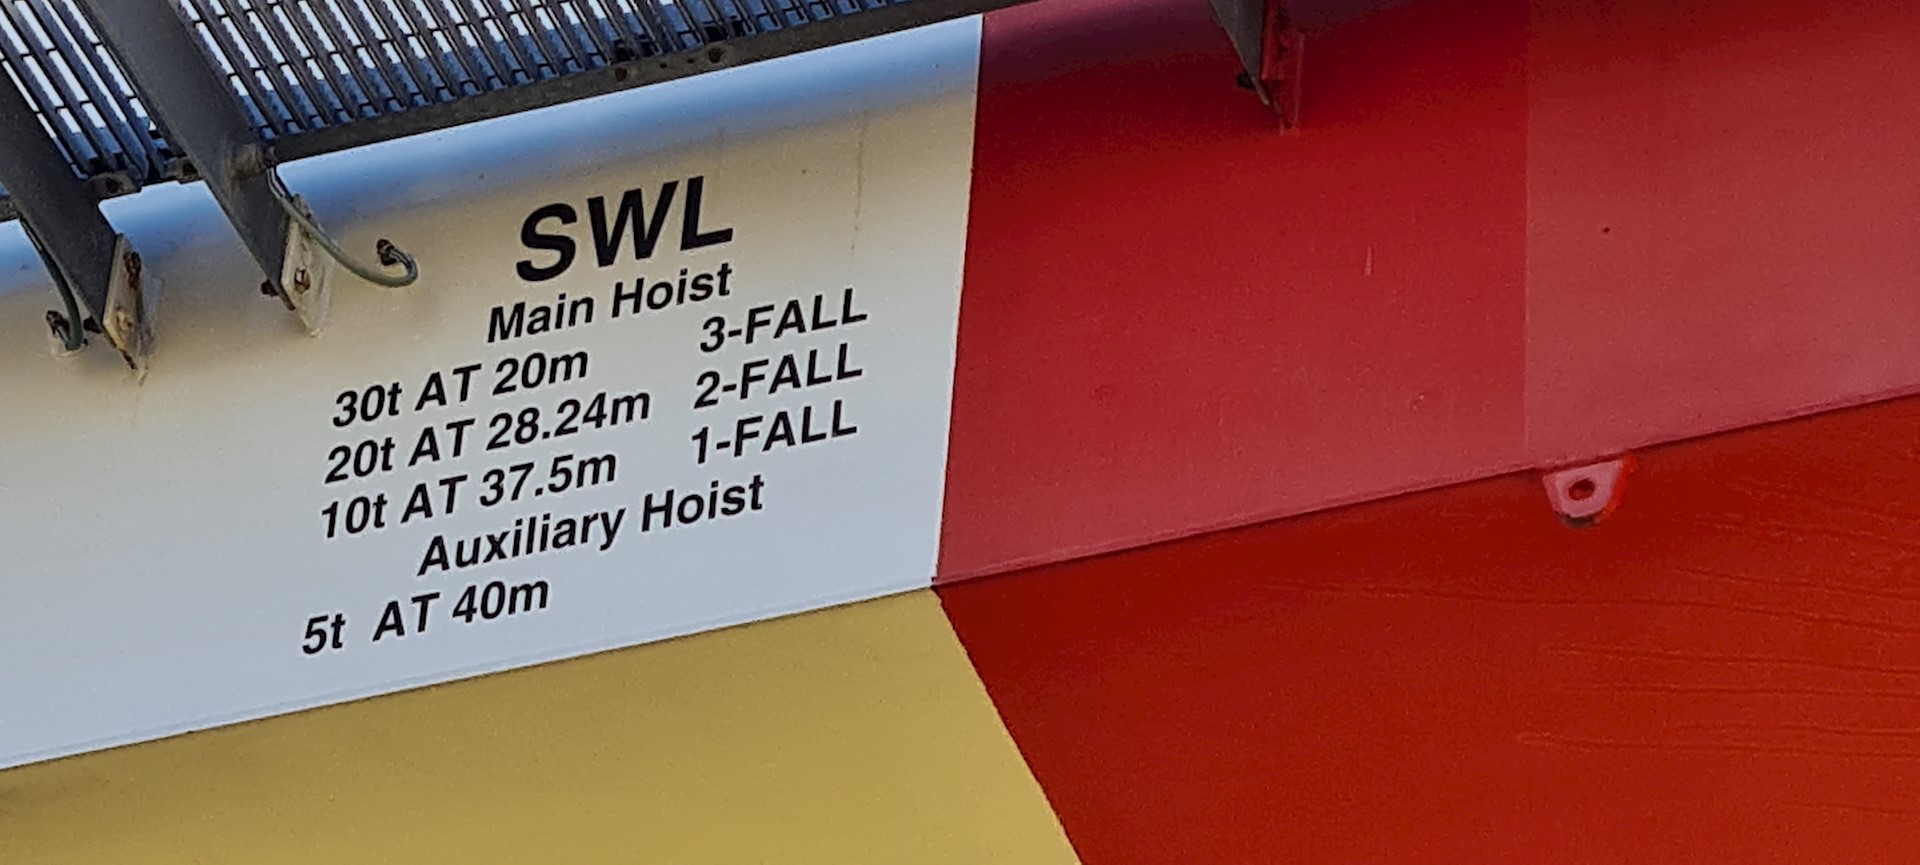 SWL
Main Hoist
30t AT 20m 3-FALL
20t AT 28.24m 2-FALL
10t AT 37.5m 1-FALL
Auxiliary Hoist
5t AT 40m